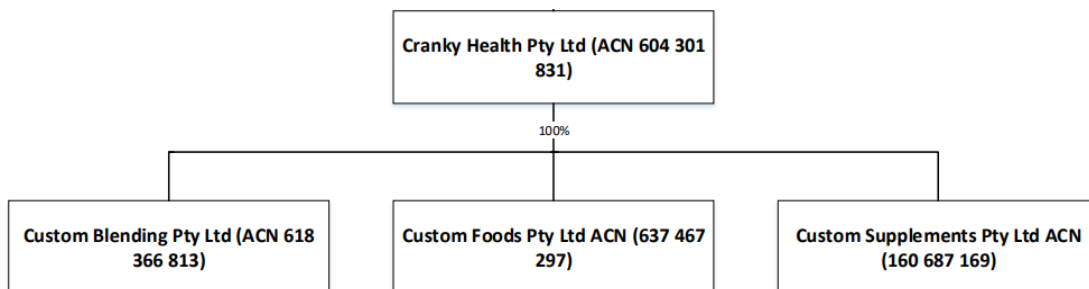 Cranky Health Pty Ltd (ACN 604 301
831)
100%
Custom Blending Pty Ltd (ACN 618
366 813)
Custom Foods Pty Ltd ACN (637 467
297)
Custom Supplements Pty Ltd ACN
(160 687 169)